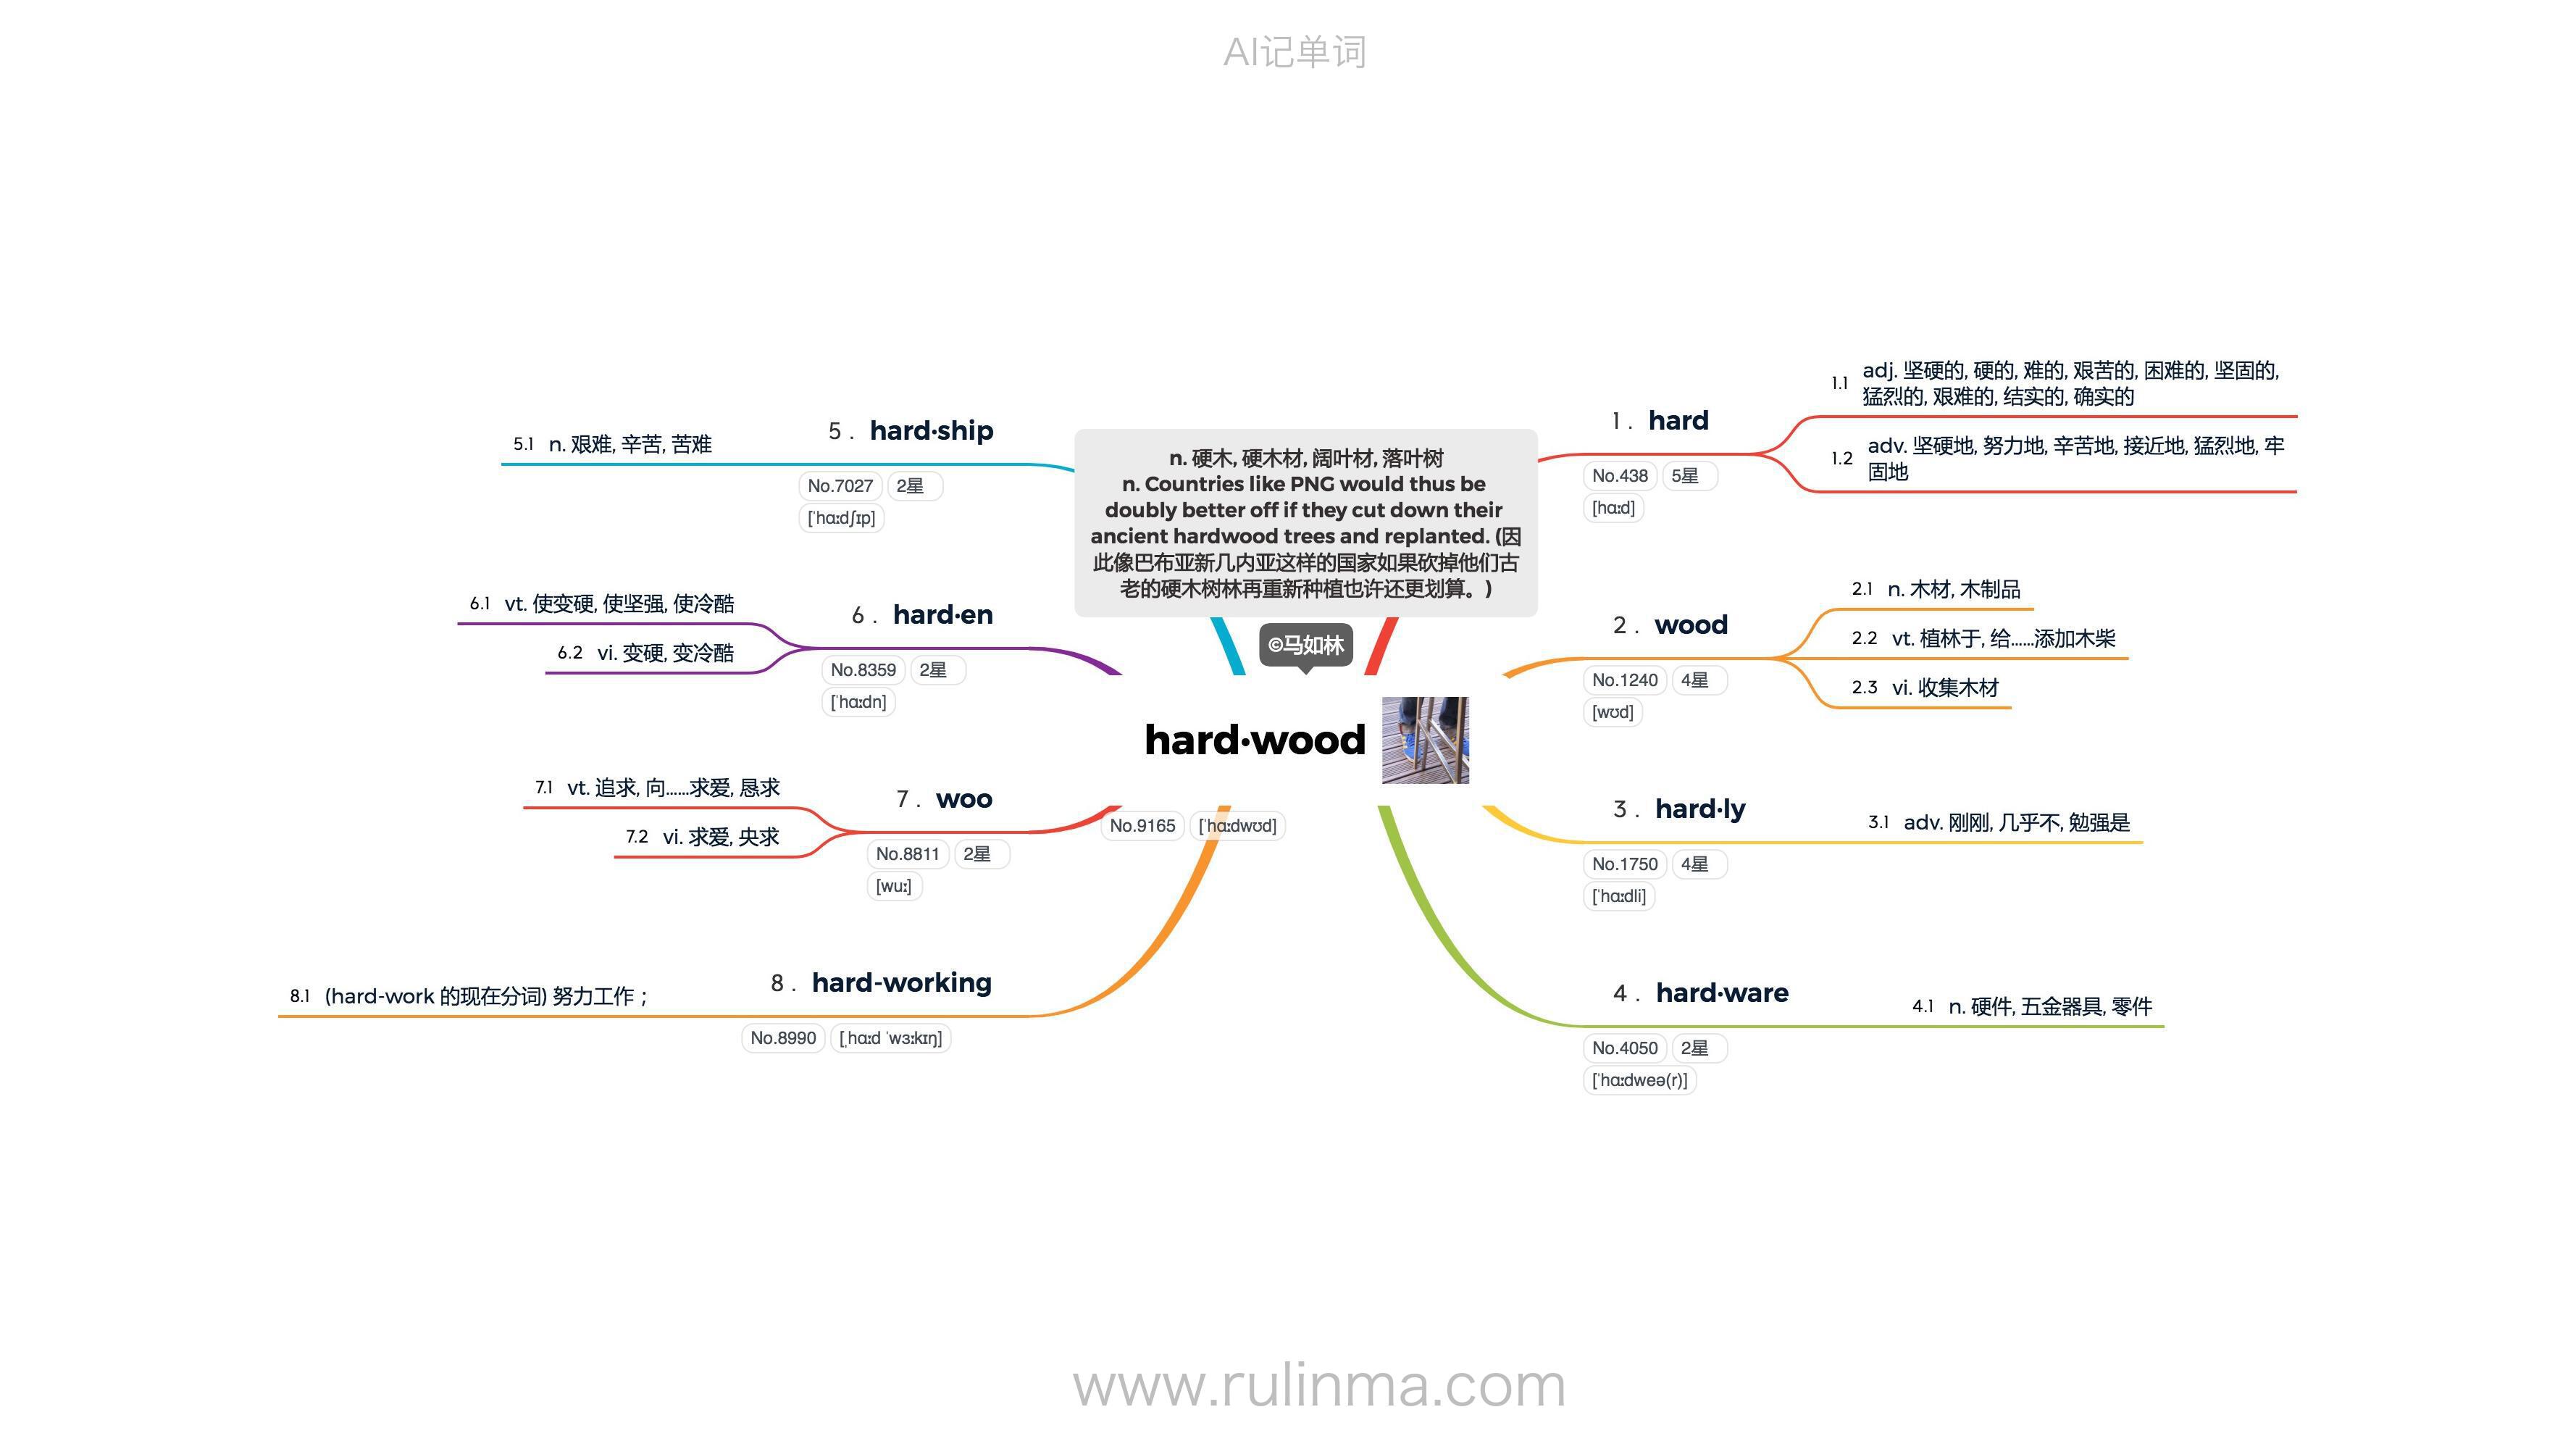 AI记单词
n. 硬木, 硬木材, 阔叶材, 落叶树
n. Countries like PNG would thus be
doubly better off if they cut down their
ancient hardwood trees and replanted. (因
此像巴布亚新几内亚这样的国家如果砍掉他们古
老的硬木树林再重新种植也许还更划算。)
©马如林
hard·wood
No.9165 [ˈhɑːdwʊd]
1 . hard
No.438 5星
[hɑːd]
1.1 adj. 坚硬的, 硬的, 难的, 艰苦的, 困难的, 坚固的,
猛烈的, 艰难的, 结实的, 确实的
1.2 adv. 坚硬地, 努力地, 辛苦地, 接近地, 猛烈地, 牢
固地
2 . wood
No.1240 4星
[wʊd]
2.1 n. 木材, 木制品
2.2 vt. 植林于, 给……添加木柴
2.3 vi. 收集木材
3 . hard·ly
No.1750 4星
[ˈhɑːdli]
3.1 adv. 刚刚, 几乎不, 勉强是
4 . hard·ware
No.4050 2星
[ˈhɑːdweə(r)]
4.1 n. 硬件, 五金器具, 零件
5 . hard·ship
No.7027 2星
[ˈhɑːdʃɪp]
5.1 n. 艰难, 辛苦, 苦难
6 . hard·en
No.8359 2星
[ˈhɑːdn]
6.1 vt. 使变硬, 使坚强, 使冷酷
6.2 vi. 变硬, 变冷酷
7 . woo
No.8811 2星
[wuː]
7.1 vt. 追求, 向……求爱, 恳求
7.2 vi. 求爱, 央求
8 . hard-working
No.8990 [ˌhɑːd ˈwɜːkɪŋ]
8.1 (hard-work 的现在分词) 努力工作；
www.rulinma.com